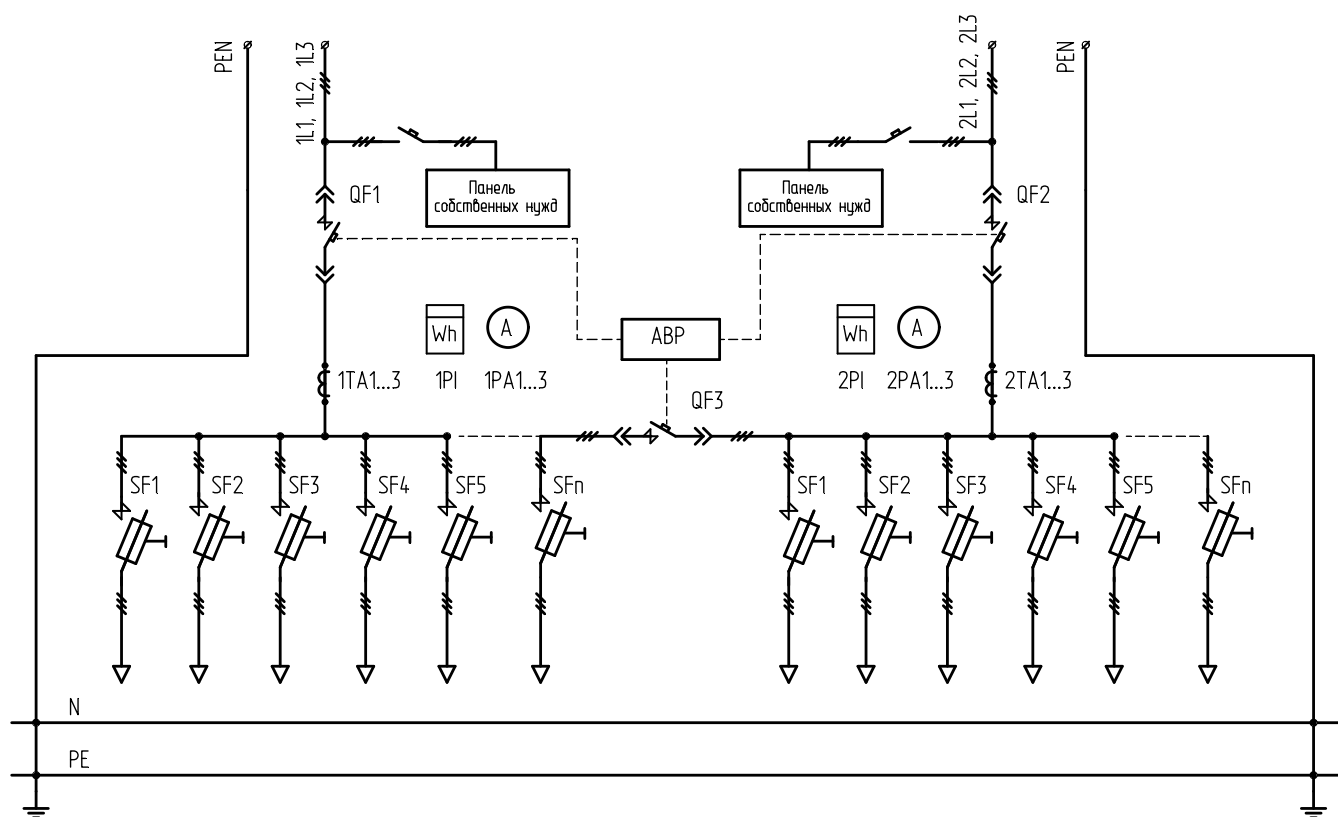 PEN
1L1, 1L2, 1L3
2L1, 2L2, 2L3
PEN
QF1
Панель
собственных нужд
Панель
собственных нужд
QF2
Wh
A
АВР
Wh
A
1TA1...3
1PI
1PA1...3
2PI
2PA1...3
2TA1...3
QF3
SF1
SF2
SF3
SF4
SF5
SFn
SF1
SF2
SF3
SF4
SF5
SFn
N
PE